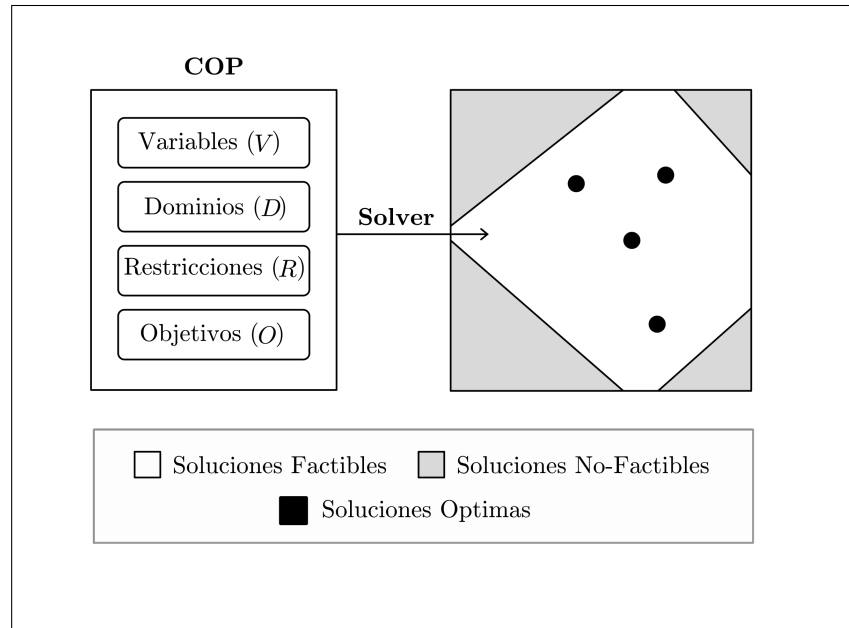 COP
Variables (V)
Dominios (D)
Restricciones (R)
Objetivos (O)
Solver
Soluciones Factibles
Soluciones No-Factibles
Soluciones Optimas